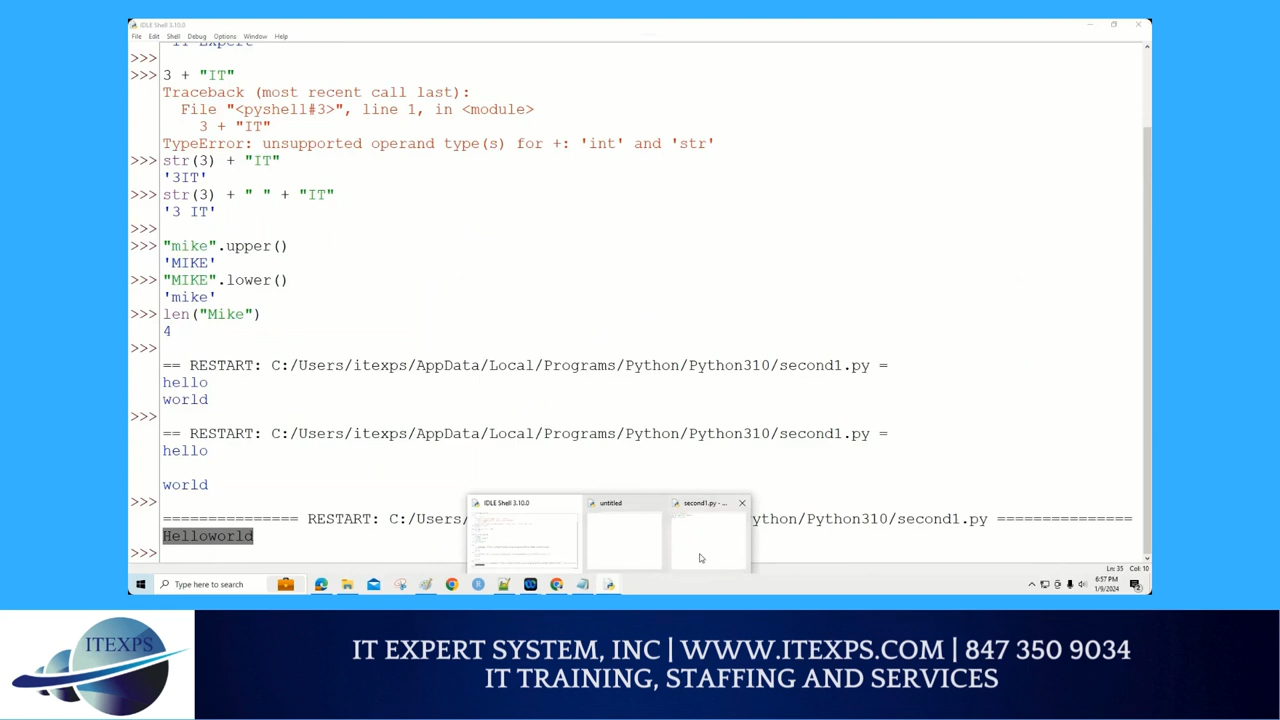 IDLE Shell 3.10.0
File Edit Shell Debug Options Window Help
>>>
>>> 3 + "IT"
Traceback (most recent call last):
File "<pyshell#3>", line 1, in <module>
3 + "IT"
TypeError: unsupported operand type(s) for +: 'int' and 'str'
>>> str(3) + "IT"
'3IT'
>>> str(3) + " " + "IT"
'3 IT'
>>>
>>> "mike".upper()
'MIKE'
>>> "MIKE".lower()
'mike'
>>> len("Mike")
4
>>>
== RESTART: C:/Users/itexps/AppData/Local/Programs/Python/Python310/second1.py =
hello
world
>>>
== RESTART: C:/Users/itexps/AppData/Local/Programs/Python/Python310/second1.py =
hello
world
>>>
IDLE Shell 3.10.0
untitled
second1.py - ...
=============== RESTART: C:/Users/ ython/Python310/second1.py ===============
Helloworld
>>>
Ln: 35 Col: 10
Type here to search
6:57 PM
1/9/2024
ITEXPS
IT EXPERT SYSTEM, INC | WWW.ITEXPS.COM | 847 350 9034
IT TRAINING, STAFFING AND SERVICES